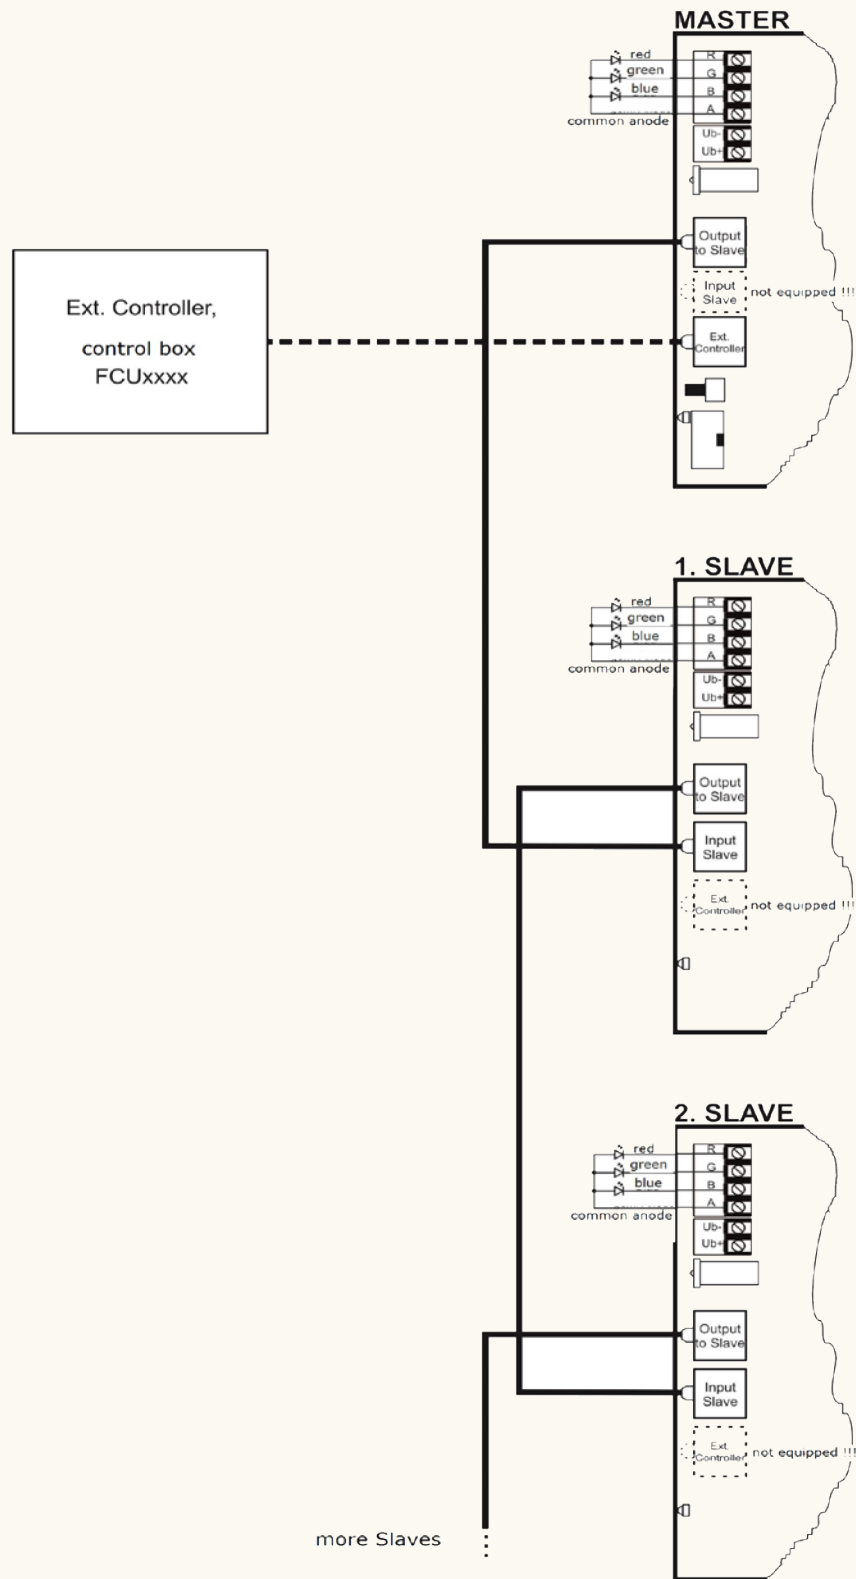 MASTER
red
R
green
G
blue
B
A
common anode
Ub-
Ub+
Output
to Slave
Input
Slave
not equipped !!!
Ext. Controller,
control box
FCUxxxx
Ext.
Controller
1. SLAVE
red
R
green
G
blue
B
A
common anode
Ub-
Ub+
Output
to Slave
Input
Slave
Ext.
Controller
not equipped !!!
2. SLAVE
red
R
green
G
blue
B
A
common anode
Ub-
Ub+
Output
to Slave
Input
Slave
Ext.
Controller
not equipped !!!
more Slaves